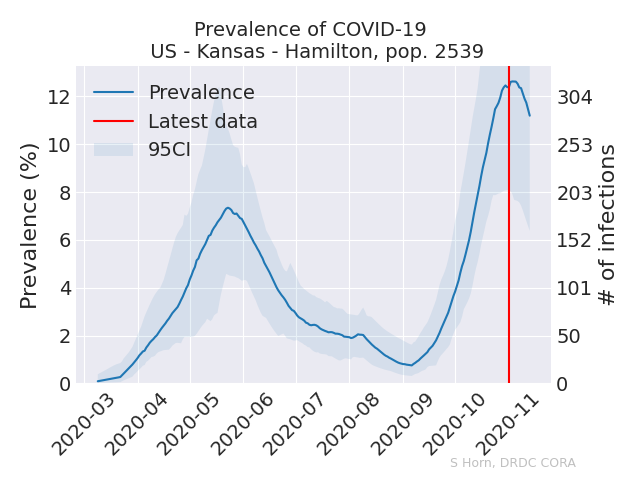 Prevalence of COVID-19
US - Kansas - Hamilton, pop. 2539
Prevalence
Latest data
95CI
Prevalence (%)
12
10
8
6
4
2
0
304
253
203
152
101
50
0
# of infections
2020-03
2020-04
2020-05
2020-06
2020-07
2020-08
2020-09
2020-10
2020-11
S Horn, DRDC CORA